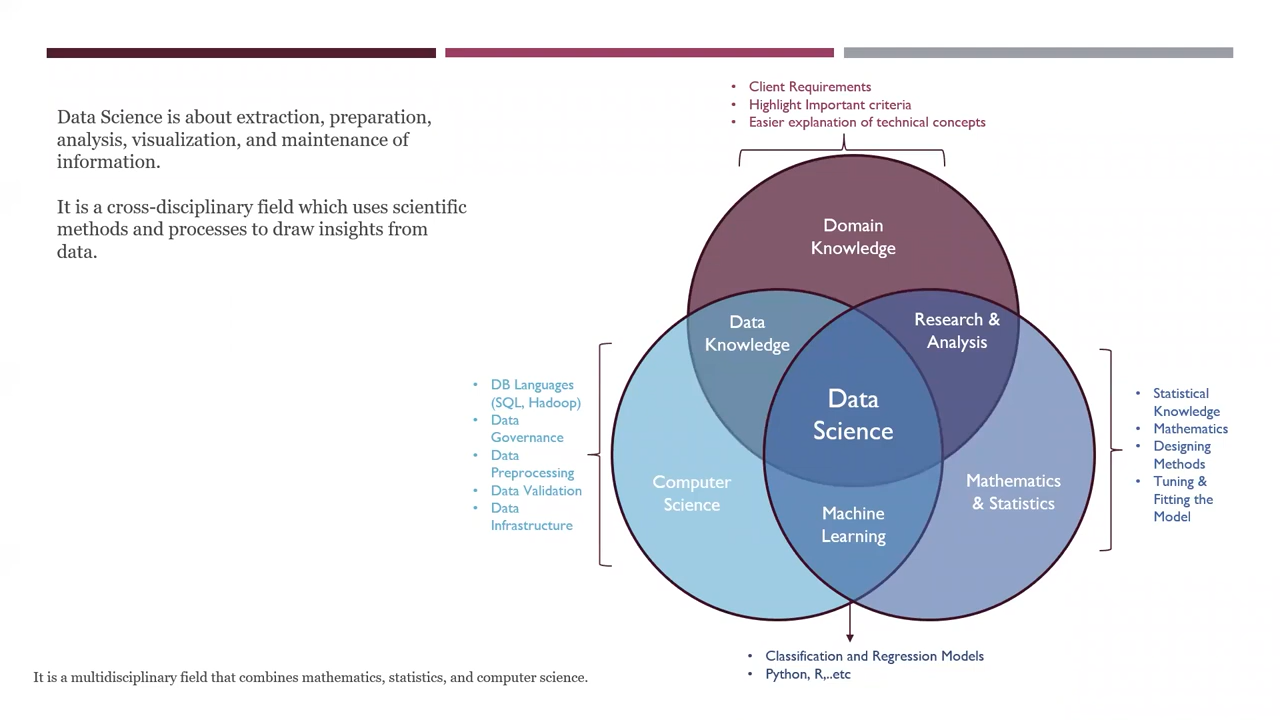 Data Science is about extraction, preparation,
analysis, visualization, and maintenance of
information.
It is a cross-disciplinary field which uses scientific
methods and processes to draw insights from
data.
• Client Requirements
• Highlight Important criteria
• Easier explanation of technical concepts
Domain
Knowledge
Data
Knowledge
Research &
Analysis
Data
Science
Computer
Science
Mathematics
& Statistics
Machine
Learning
• DB Languages
(SQL, Hadoop)
• Data
Governance
• Data
Preprocessing
• Data Validation
• Data
Infrastructure
• Statistical
Knowledge
• Mathematics
• Designing
Methods
• Tuning &
Fitting the
Model
• Classification and Regression Models
• Python, R,..etc
It is a multidisciplinary field that combines mathematics, statistics, and computer science.